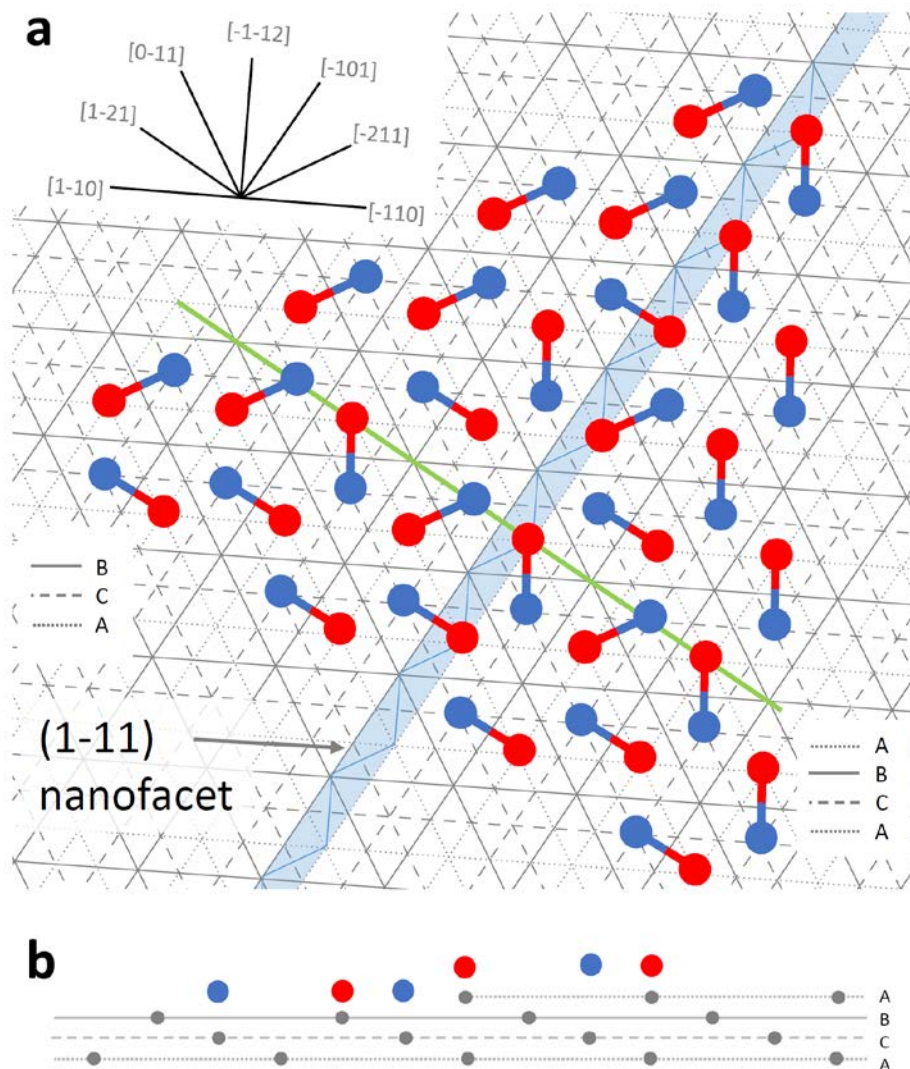 a
[-1-12]
[0-11]
[-101]
[1-21]
[-211]
[1-10]
[-110]
B
C
A
(1-11)
nanofacet
A
B
C
A
b
A
B
C
A